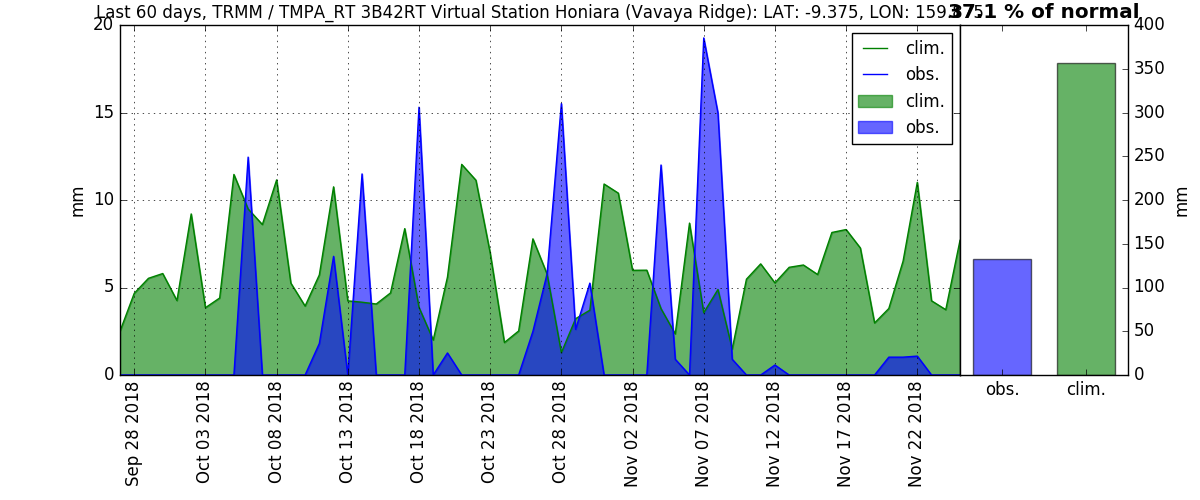 Last 60 days, TRMM / TMPA_RT 3B42RT Virtual Station Honiara (Vavaya Ridge): LAT: -9.375, LON:
37.1 % of normal
20
15
10
5
0
mm
clim.
obs.
clim.
obs.
400
350
300
250
200
150
100
50
0
mm
obs.
clim.
Sep 28 2018
Oct 03 2018
Oct 08 2018
Oct 13 2018
Oct 18 2018
Oct 23 2018
Oct 28 2018
Nov 02 2018
Nov 07 2018
Nov 12 2018
Nov 17 2018
Nov 22 2018